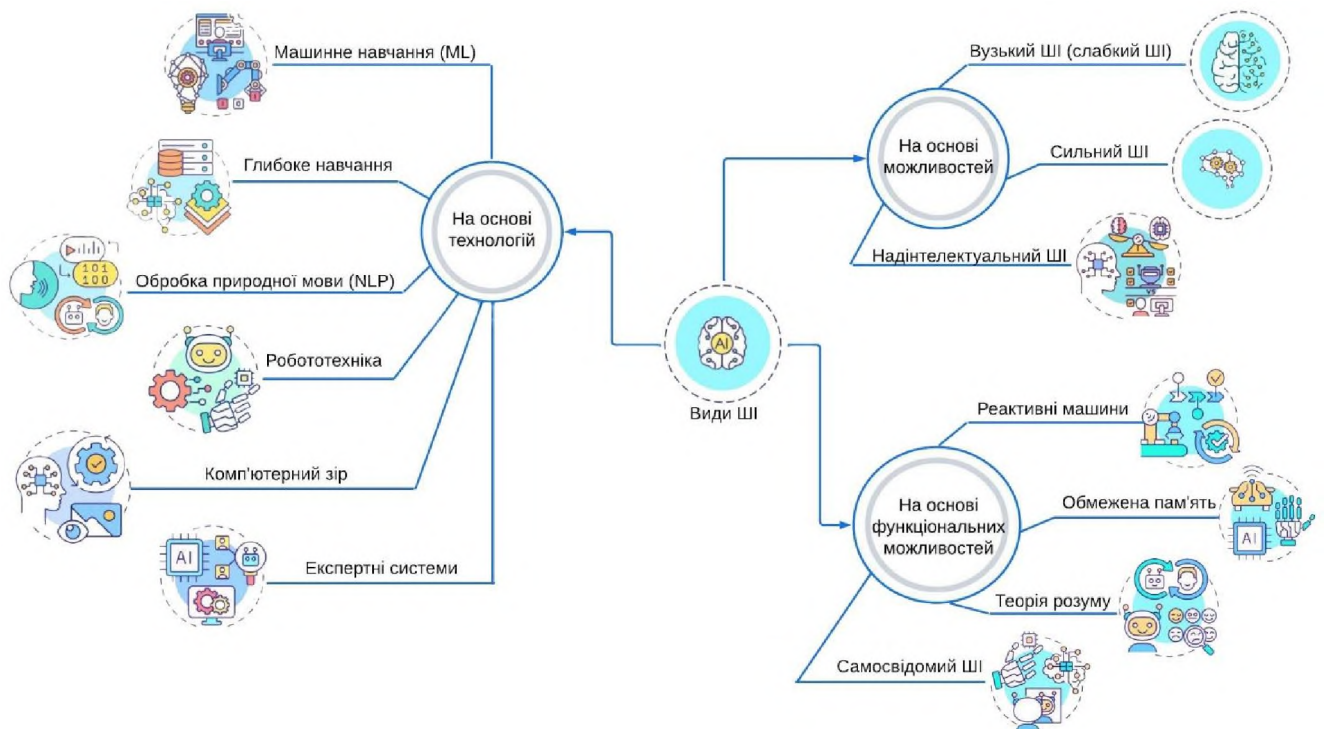 Машинне навчання (ML)
Глибоке навчання
Обробка природної мови (NLP)
101
100
Робототехніка
Комп'ютерний зір
AI
Експертні системи
На основі
технологій
AI
Види ШІ
На основі
можливостей
Вузький ШІ (слабкий ШІ)
Сильний ШІ
Надінтелектуальний ШІ
На основі
функціональних
можливостей
Реактивні машини
Обмежена пам'ять
AI
Теорія розуму
Самосвідомий ШІ